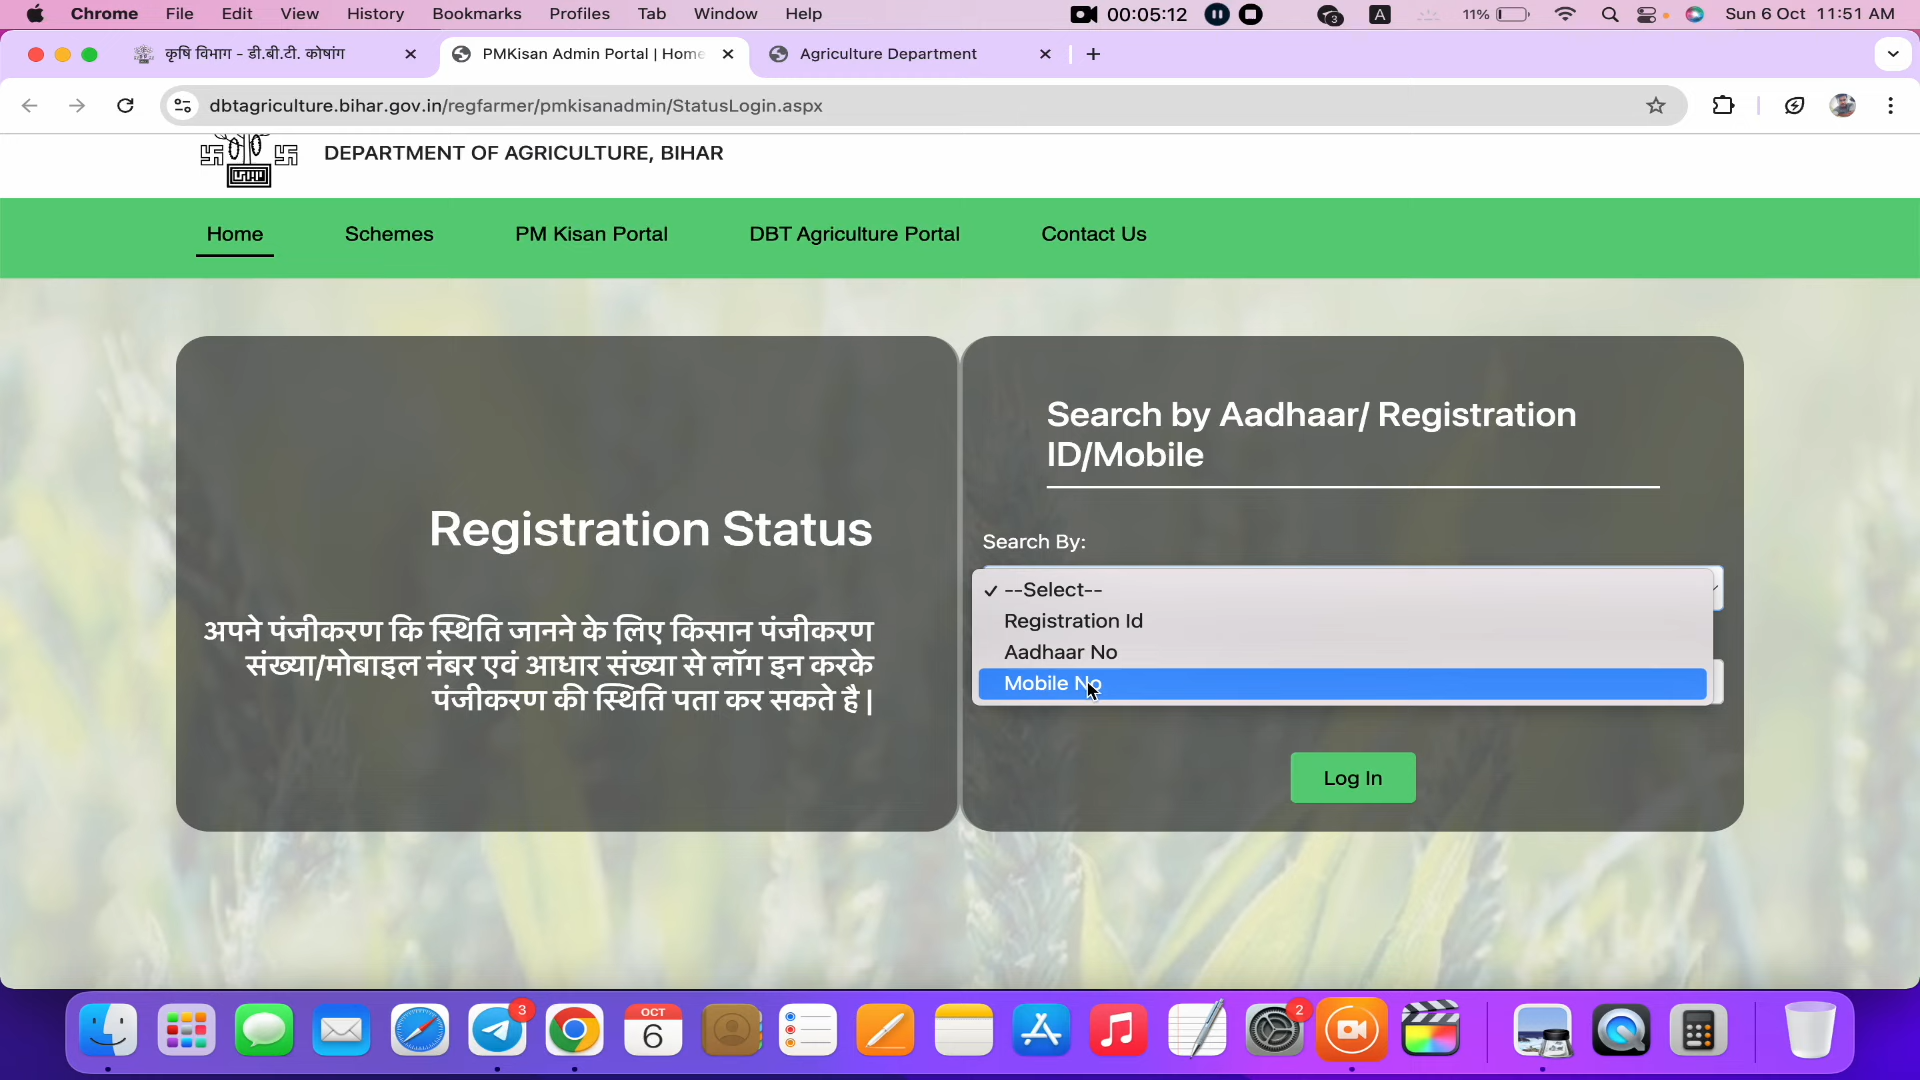 Chrome File Edit View History Bookmarks Profiles Tab Window Help 00:05:12 3 A 11% Sun 6 Oct 11:51 AM
कृषि विभाग - डी.बी.टी. कोषांग PMKisan Admin Portal | Home Agriculture Department
dbtagriculture.bihar.gov.in/regfarmer/pmkisanadmin/StatusLogin.aspx
DEPARTMENT OF AGRICULTURE, BIHAR
Home Schemes PM Kisan Portal DBT Agriculture Portal Contact Us
Registration Status
अपने पंजीकरण कि स्थिति जानने के लिए किसान पंजीकरण
संख्या/मोबाइल नंबर एवं आधार संख्या से लॉग इन करके
पंजीकरण की स्थिति पता कर सकते है |
Search by Aadhaar/ Registration
ID/Mobile
Search By:
--Select--
Registration Id
Aadhaar No
Mobile No
Log In
3 OCT 6 2